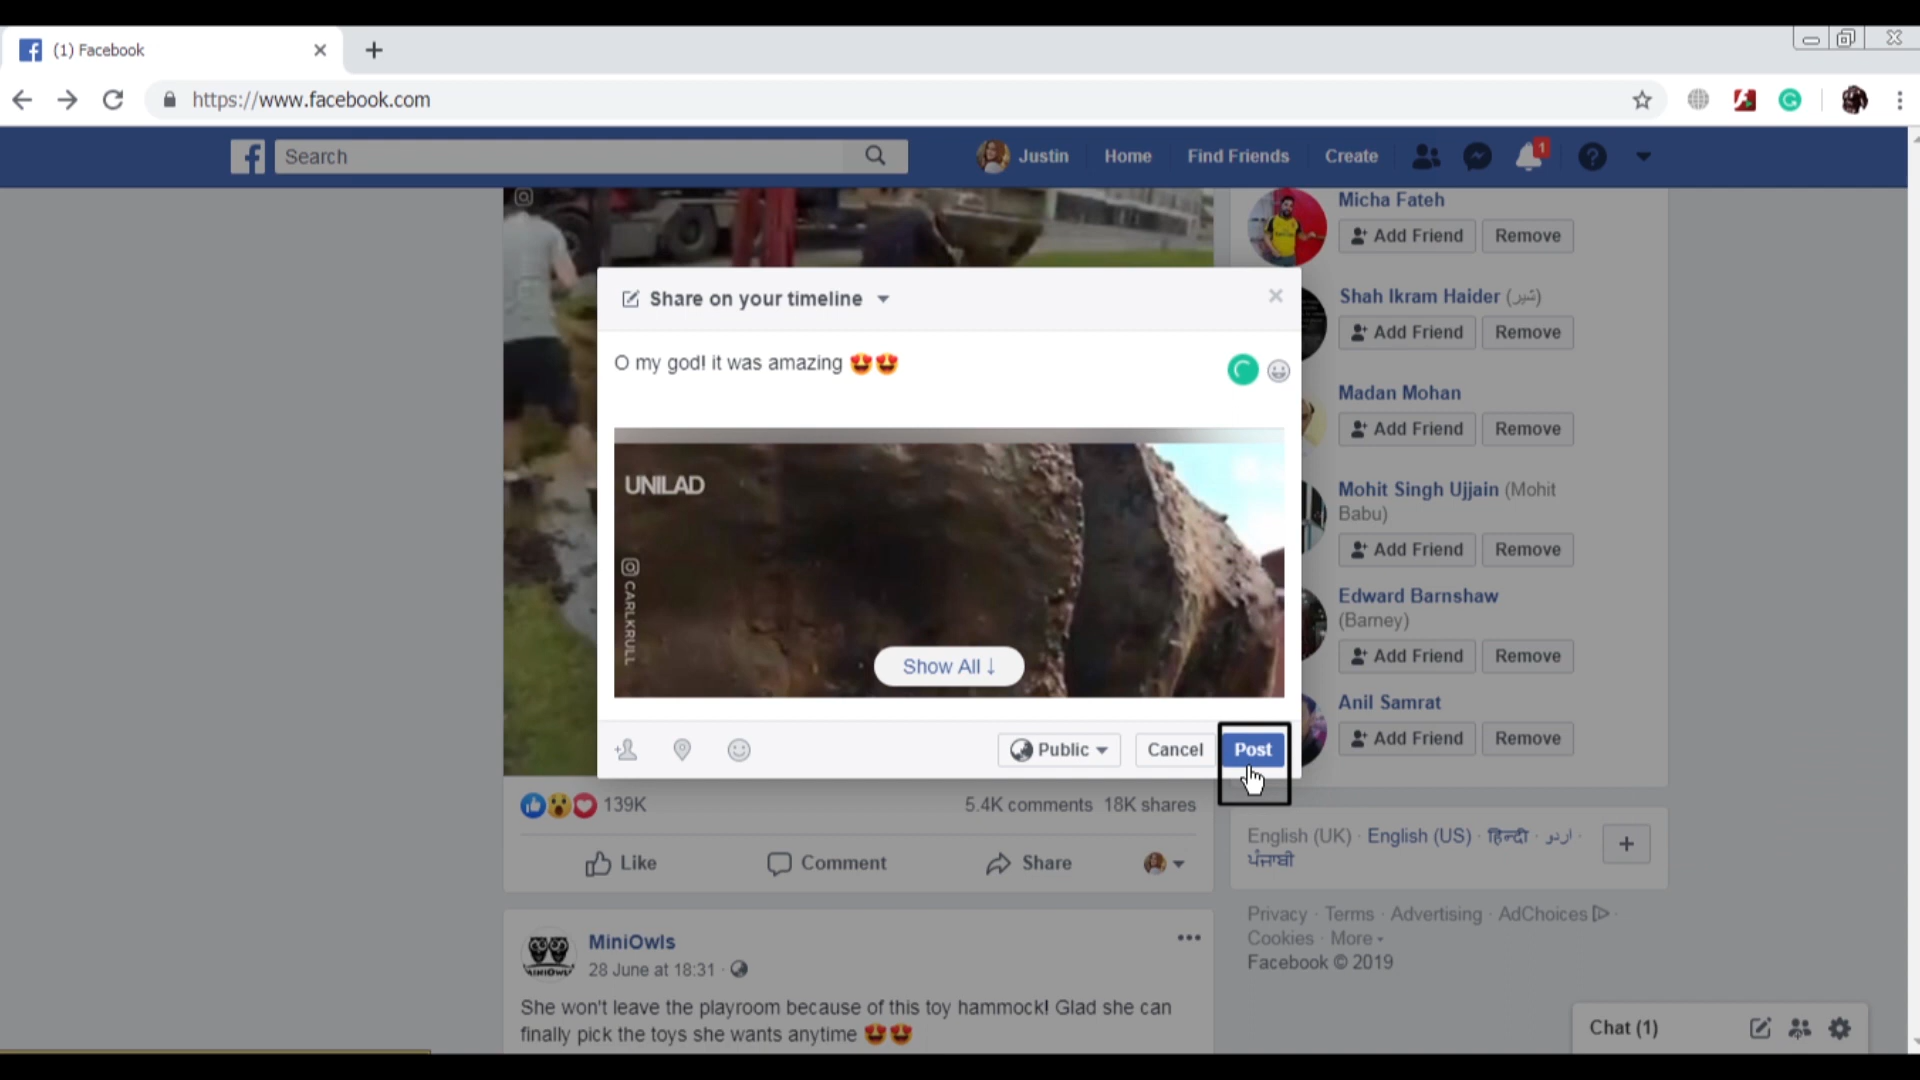 (1) Facebook
https://www.facebook.com
Search
Justin
Home
Find Friends
Create
1
Share on your timeline
O my god! it was amazing 😍😍
UNILAD
CARLKRULL
Show All ↓
Public
Cancel
Post
139K
5.4K comments 18K shares
Like
Comment
Share
MiniOwls
28 June at 18:31 ·
She won't leave the playroom because of this toy hammock! Glad she can
finally pick the toys she wants anytime 😍😍
Micha Fateh
Add Friend Remove
Shah Ikram Haider (شیر)
Add Friend Remove
Madan Mohan
Add Friend Remove
Mohit Singh Ujjain (Mohit
Babu)
Add Friend Remove
Edward Barnshaw
(Barney)
Add Friend Remove
Anil Samrat
Add Friend Remove
English (UK) · English (US) · हिन्दी · اردو ·
ਪੰਜਾਬੀ
Privacy · Terms · Advertising · AdChoices ·
Cookies · More
Facebook © 2019
Chat (1)